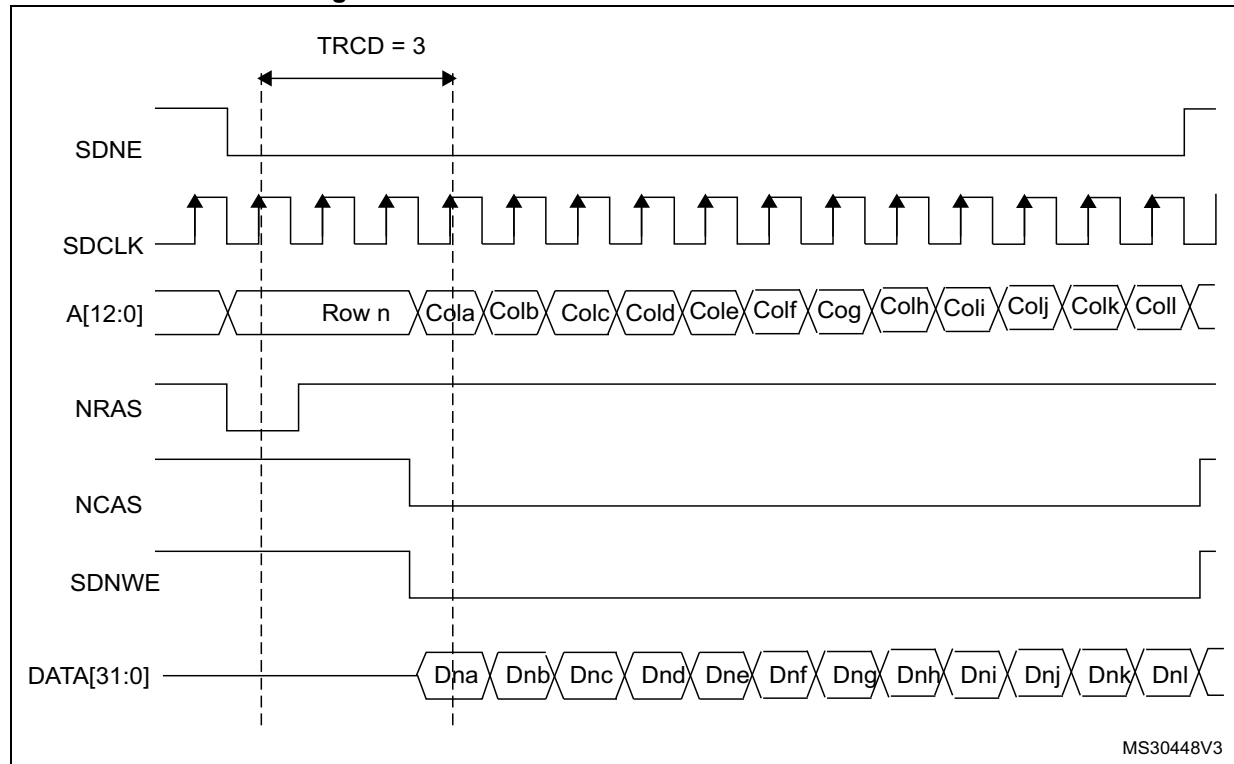 TRCD = 3
SDNE
SDCLK
A[12:0] Row n Cola Colb Colc Cold Cole Colf Cog Colh Coli Colj Colk Coll
NRAS
NCAS
SDNWE
DATA[31:0] Dna Dnb Dnc Dnd Dne Dnf Dng Dnh Dni Dnj Dnk Dnl
MS30448V3